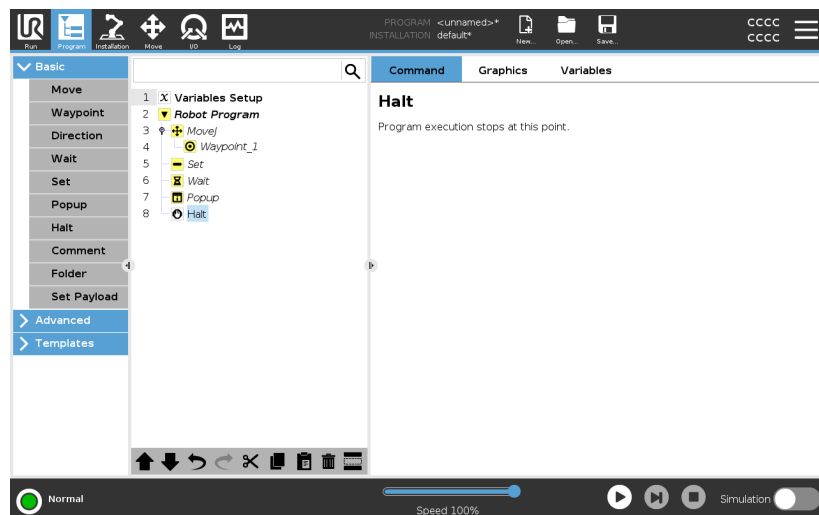 UR
PROGRAM <unnamed>*
INSTALLATION default*
CCCC
CCCC
Run Program Installation Move I/O Log New... Open... Save...
Basic
Move
Waypoint
Direction
Wait
Set
Popup
Halt
Comment
Folder
Set Payload
Advanced
Templates
1 X Variables Setup
2 Robot Program
3 MoveJ
4 Waypoint_1
5 Set
6 Wait
7 Popup
8 Halt
Command Graphics Variables
Halt
Program execution stops at this point.
Normal
Speed 100%
Simulation